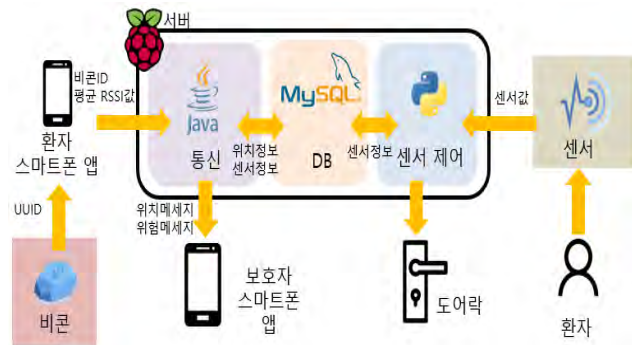 서버
비콘ID
평균 RSSI값
환자
스마트폰 앱
UUID
비콘
Java
통신
위치정보
센서정보
MySQL
DB
센서정보
센서 제어
센서값
센서
위치메세지
위험메세지
보호자
스마트폰
앱
도어락
환자